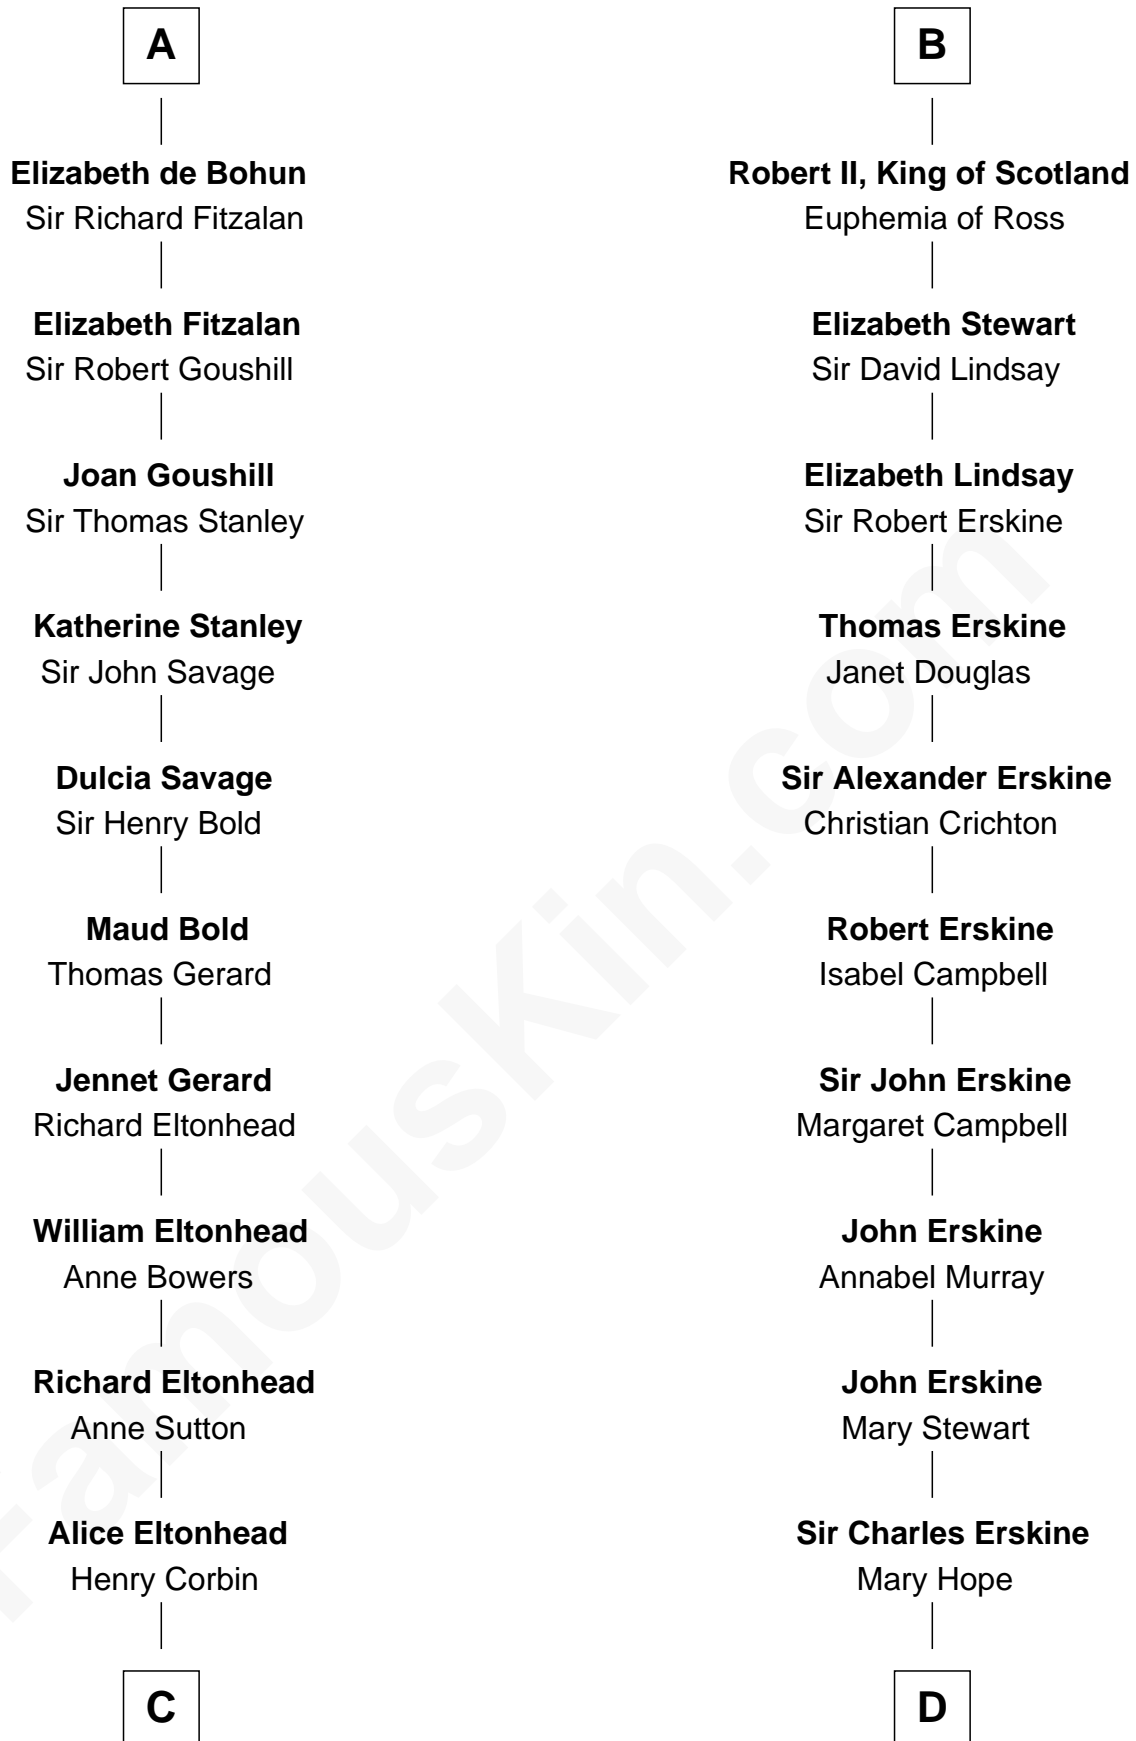 A
Elizabeth de Bohun
Sir Richard Fitzalan
Elizabeth Fitzalan
Sir Robert Goushill
Joan Goushill
Sir Thomas Stanley
Katherine Stanley
Sir John Savage
Dulcia Savage
Sir Henry Bold
Maud Bold
Thomas Gerard
Jennet Gerard
Richard Eltonhead
William Eltonhead
Anne Bowers
Richard Eltonhead
Anne Sutton
Alice Eltonhead
Henry Corbin
C
B
Robert II, King of Scotland
Euphemia of Ross
Elizabeth Stewart
Sir David Lindsay
Elizabeth Lindsay
Sir Robert Erskine
Thomas Erskine
Janet Douglas
Sir Alexander Erskine
Christian Crichton
Robert Erskine
Isabel Campbell
Sir John Erskine
Margaret Campbell
John Erskine
Annabel Murray
John Erskine
Mary Stewart
Sir Charles Erskine
Mary Hope
D
FamousKin.com